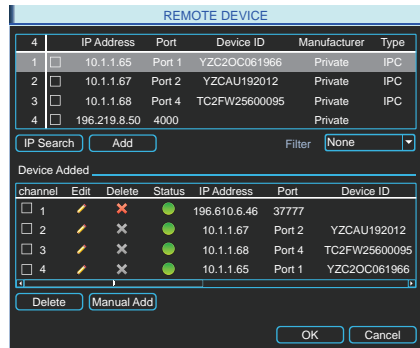 REMOTE DEVICE
4 IP Address Port Device ID Manufacturer Type
1 10.1.1.65 Port 1 YZC2OC061966 Private IPC
2 10.1.1.67 Port 2 YZCAU192012 Private IPC
3 10.1.1.68 Port 4 TC2FW25600095 Private IPC
4 196.219.8.50 4000 Private
IP Search Add Filter None
Device Added
channel Edit Delete Status IP Address Port Device ID
1 196.610.6.46 37777
2 10.1.1.67 Port 2 YZCAU192012
3 10.1.1.68 Port 4 TC2FW25600095
4 10.1.1.65 Port 1 YZC2OC061966
Delete Manual Add
OK Cancel